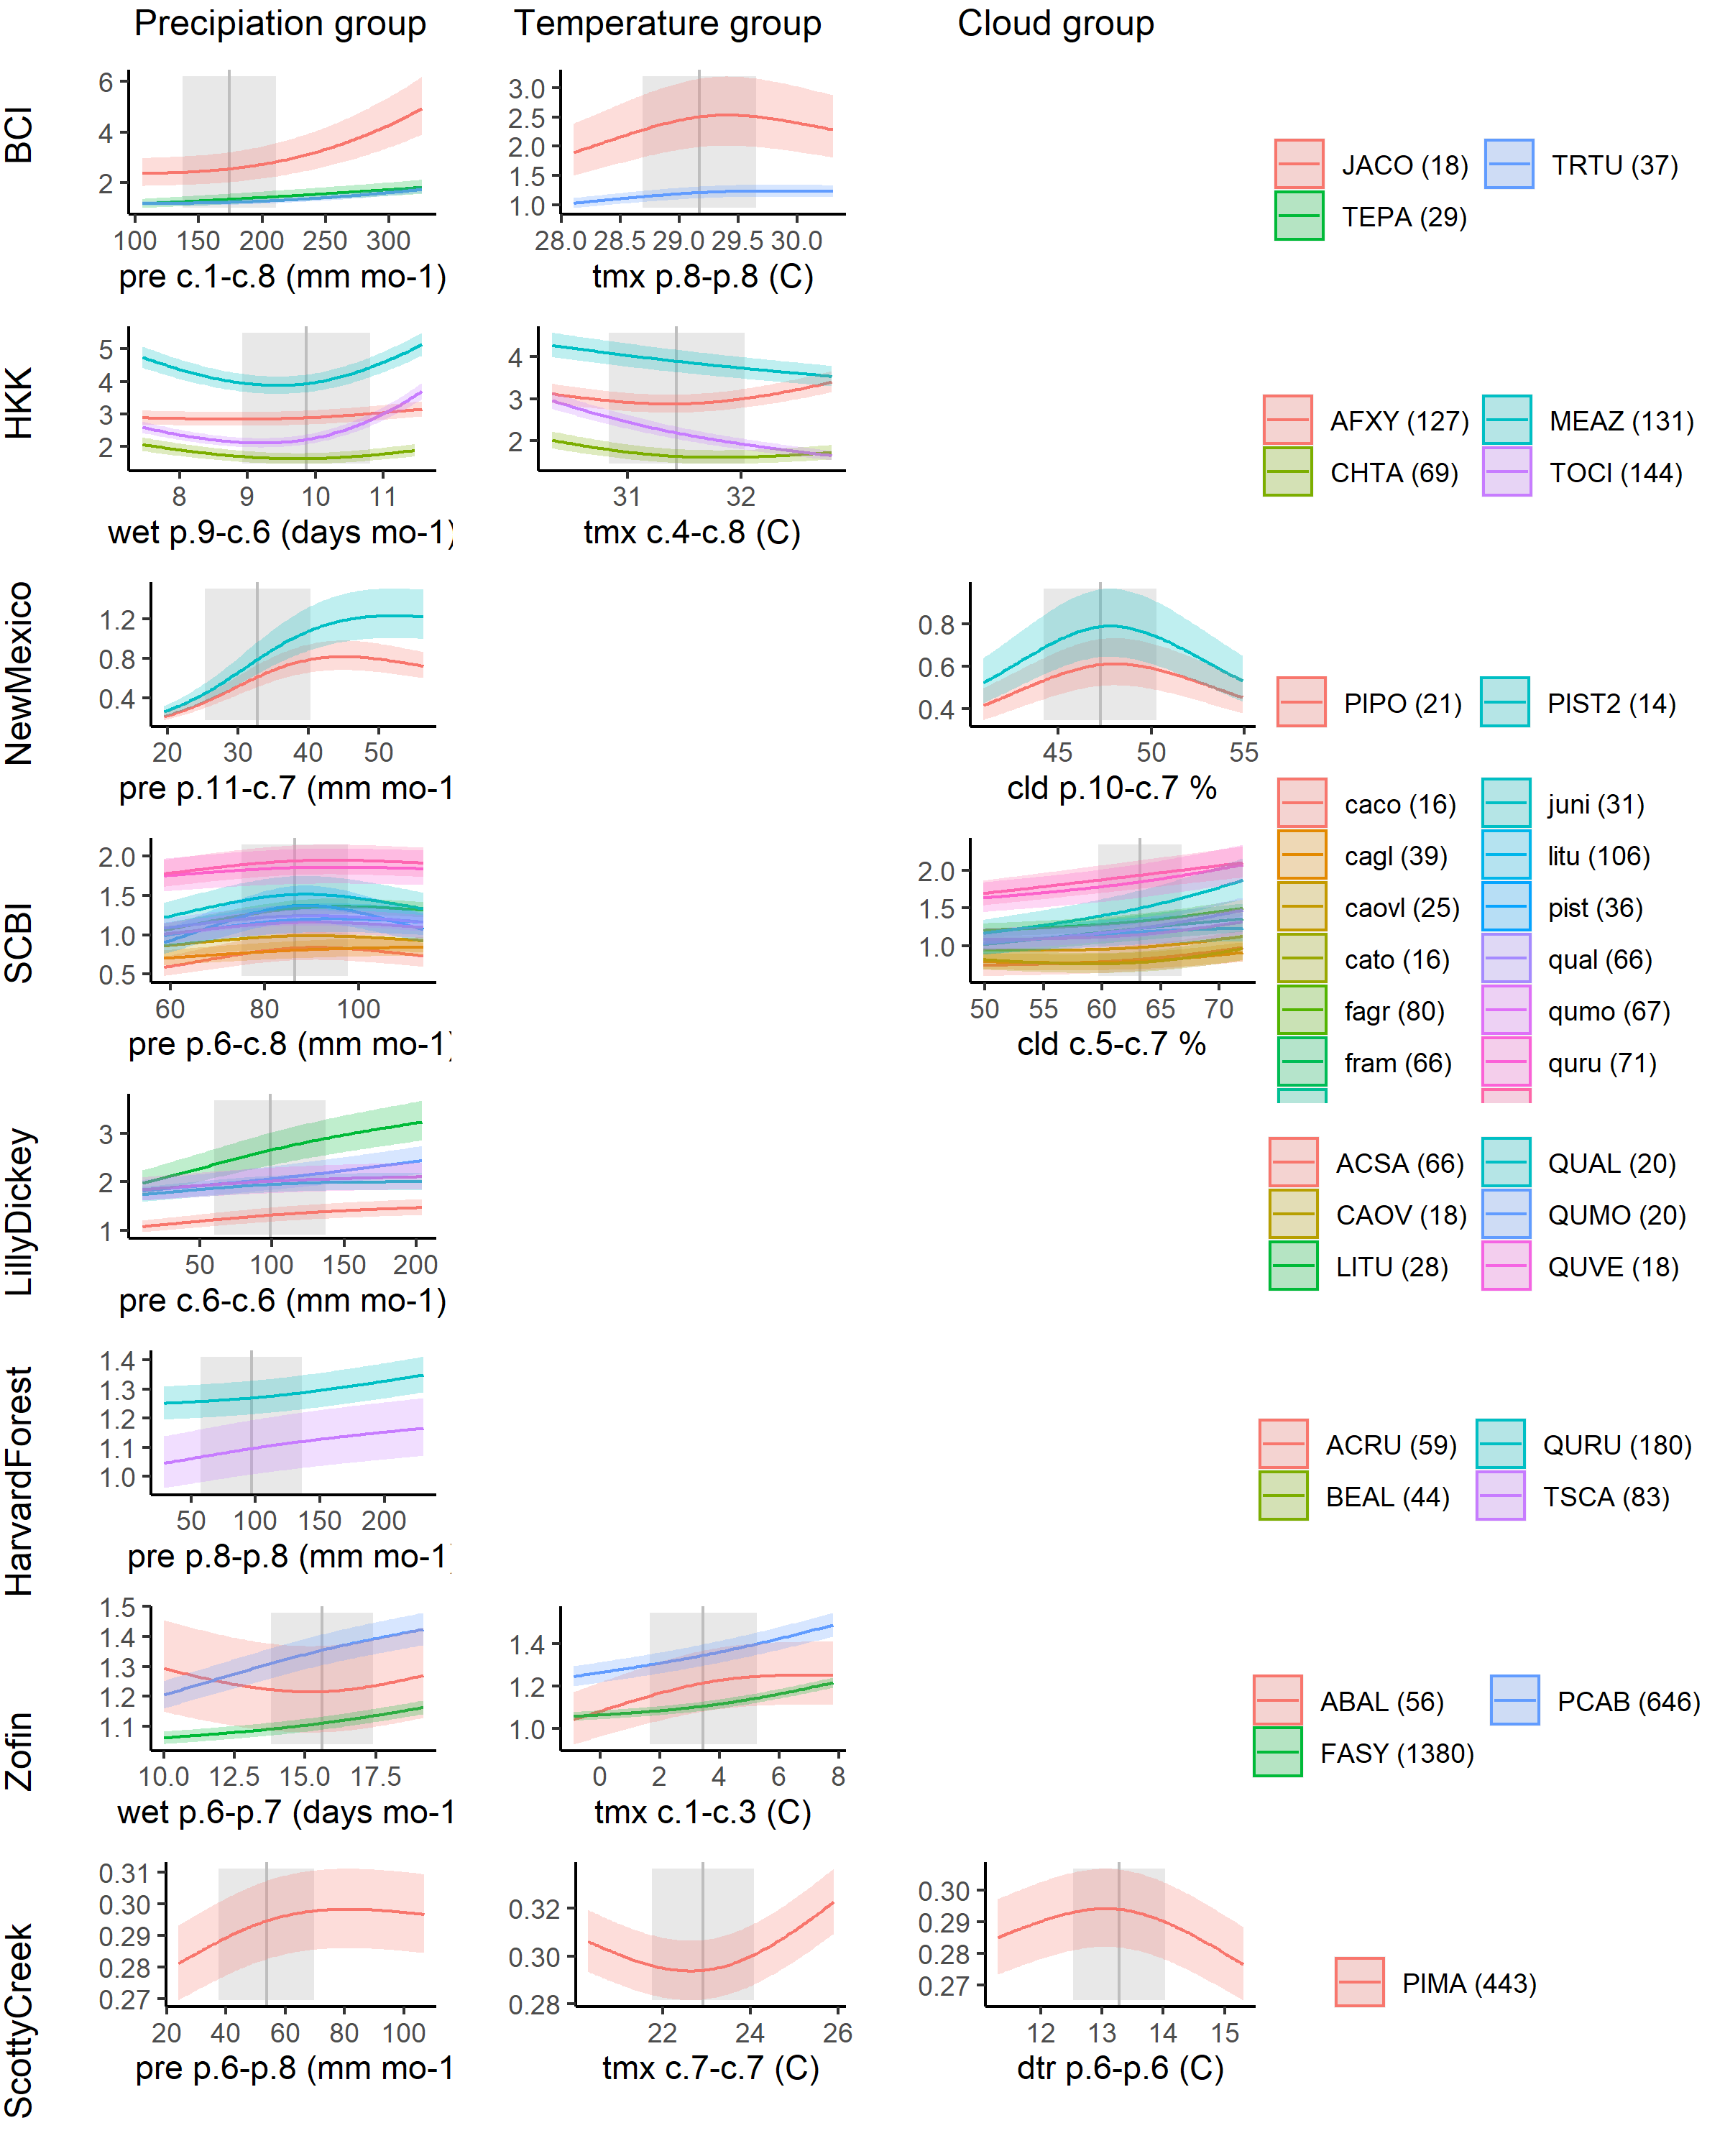 Precipiation group Temperature group Cloud group
BCI
6
4
2
100 150 200 250 300
pre c.1-c.8 (mm mo-1)
3.0
2.5
2.0
1.5
1.0
28.0 28.5 29.0 29.5 30.0
tmx p.8-p.8 (C)
JACO (18) TRTU (37)
TEPA (29)
HKK
5
4
3
2
8 9 10 11
wet p.9-c.6 (days mo-1)
4
3
2
31 32
tmx c.4-c.8 (C)
AFXY (127) MEAZ (131)
CHTA (69) TOCI (144)
NewMexico
1.2
0.8
0.4
20 30 40 50
pre p.11-c.7 (mm mo-1
0.8
0.6
0.4
45 50 55
cld p.10-c.7 %
PIPO (21) PIST2 (14)
SCBI
2.0
1.5
1.0
0.5
60 80 100
pre p.6-c.8 (mm mo-1)
2.0
1.5
1.0
50 55 60 65 70
cld c.5-c.7 %
caco (16) juni (31)
cagl (39) litu (106)
caovl (25) pist (36)
cato (16) qual (66)
fagr (80) qumo (67)
fram (66) quru (71)
LillyDickey
3
2
1
50 100 150 200
pre c.6-c.6 (mm mo-1)
ACSA (66) QUAL (20)
CAOV (18) QUMO (20)
LITU (28) QUVE (18)
HarvardForest
1.4
1.3
1.2
1.1
1.0
50 100 150 200
pre p.8-p.8 (mm mo-1)
ACRU (59) QURU (180)
BEAL (44) TSCA (83)
Zofin
1.5
1.4
1.3
1.2
1.1
10.0 12.5 15.0 17.5
wet p.6-p.7 (days mo-1
1.4
1.2
1.0
0 2 4 6 8
tmx c.1-c.3 (C)
ABAL (56) PCAB (646)
FASY (1380)
ScottyCreek
0.31
0.30
0.29
0.28
0.27
20 40 60 80 100
pre p.6-p.8 (mm mo-1
0.32
0.30
0.28
22 24 26
tmx c.7-c.7 (C)
0.30
0.29
0.28
0.27
12 13 14 15
dtr p.6-p.6 (C)
PIMA (443)